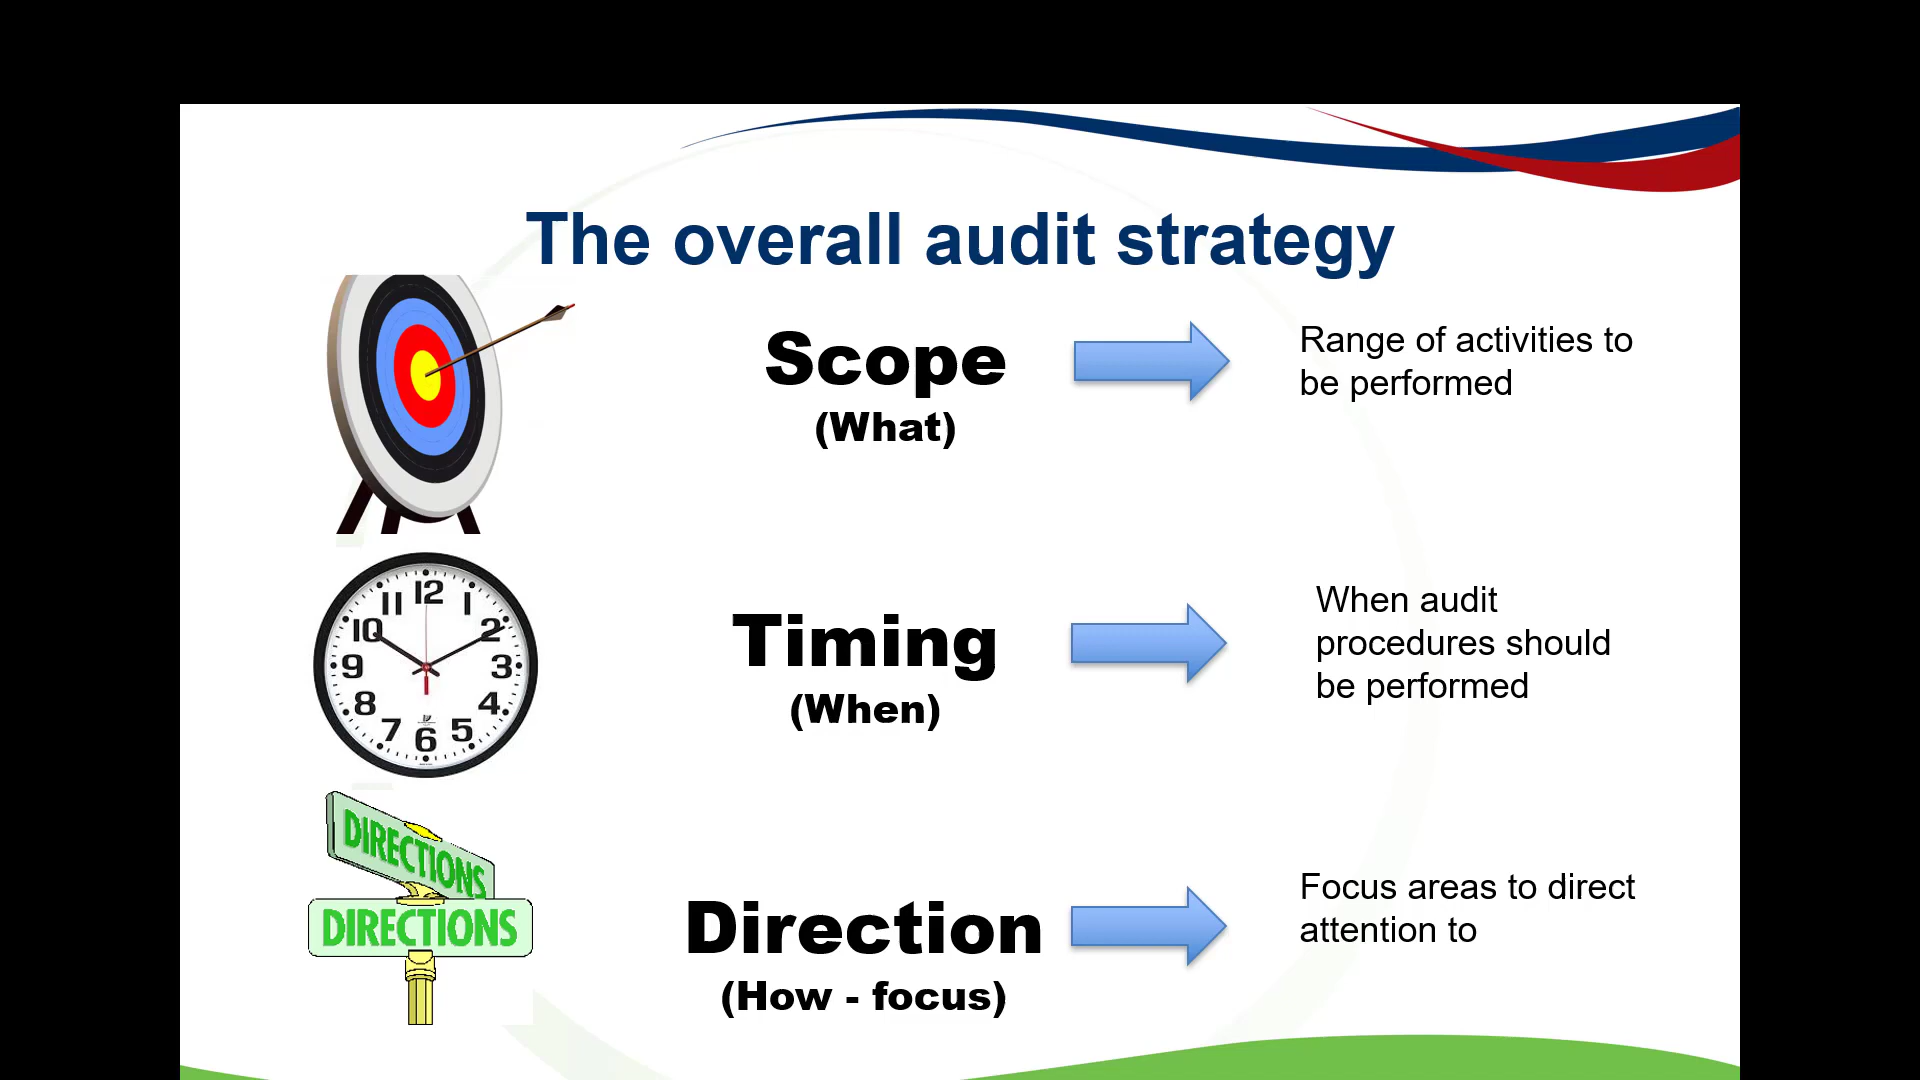 The overall audit strategy
Scope
(What)
Range of activities to
be performed
12
11
1
10
2
9
3
8
4
7
5
6
Timing
(When)
When audit
procedures should
be performed
DIRECTIONS
DIRECTIONS
Direction
(How - focus)
Focus areas to direct
attention to